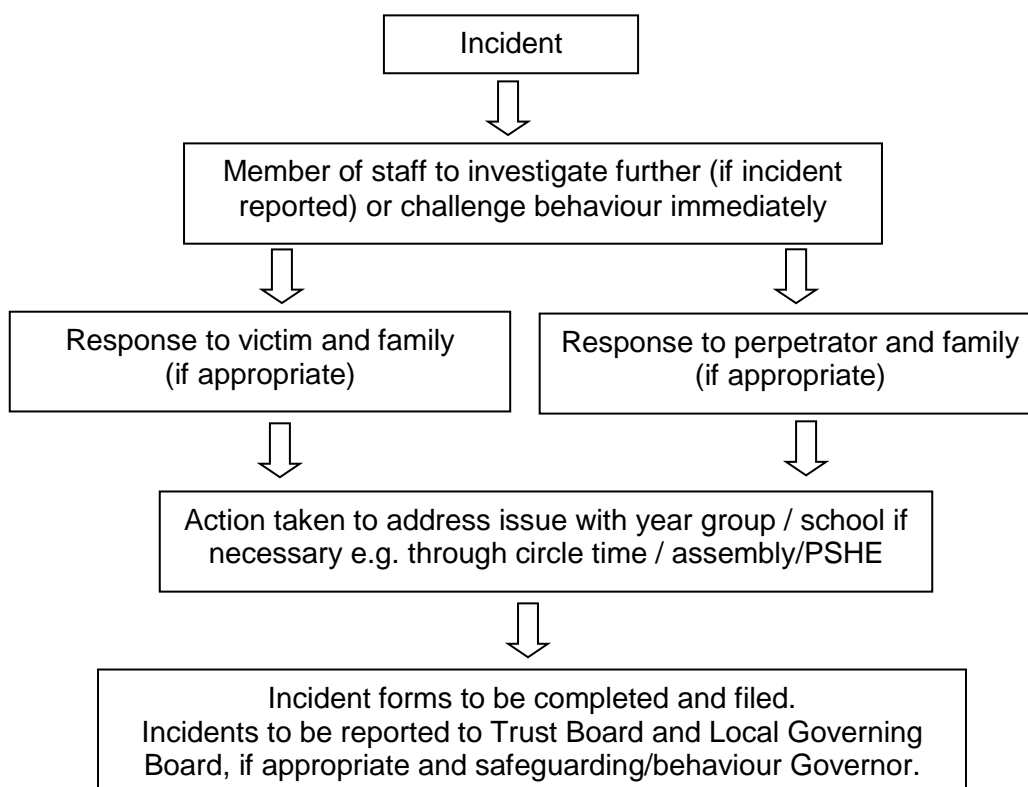 Incident
Member of staff to investigate further (if incident
reported) or challenge behaviour immediately
Response to victim and family
(if appropriate)
Response to perpetrator and family
(if appropriate)
Action taken to address issue with year group / school if
necessary e.g. through circle time / assembly/PSHE
Incident forms to be completed and filed.
Incidents to be reported to Trust Board and Local Governing
Board, if appropriate and safeguarding/behaviour Governor.